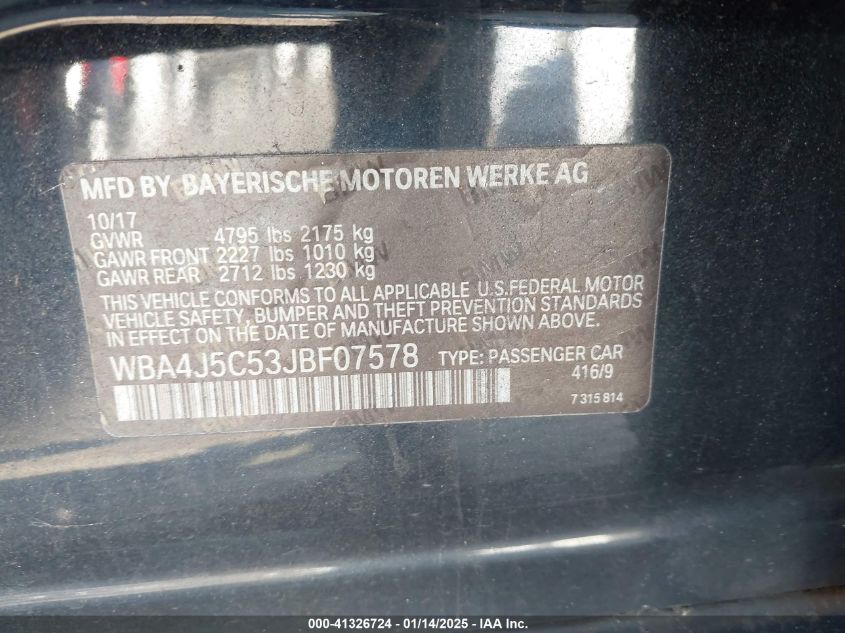 MFD BY BAYERISCHE MOTOREN WERKE AG
10/17
GVWR 4795 lbs 2175 kg
GAWR FRONT 2227 lbs 1010 kg
GAWR REAR 2712 lbs 1230 kg
THIS VEHICLE CONFORMS TO ALL APPLICABLE U.S.FEDERAL MOTOR
VEHICLE SAFETY, BUMPER AND THEFT PREVENTION STANDARDS
IN EFFECT ON THE DATE OF MANUFACTURE SHOWN ABOVE.
WBA4J5C53JBF07578 TYPE: PASSENGER CAR
416/9
7 315 814
000-41326724 | 01/14/2025 - IAA Inc.